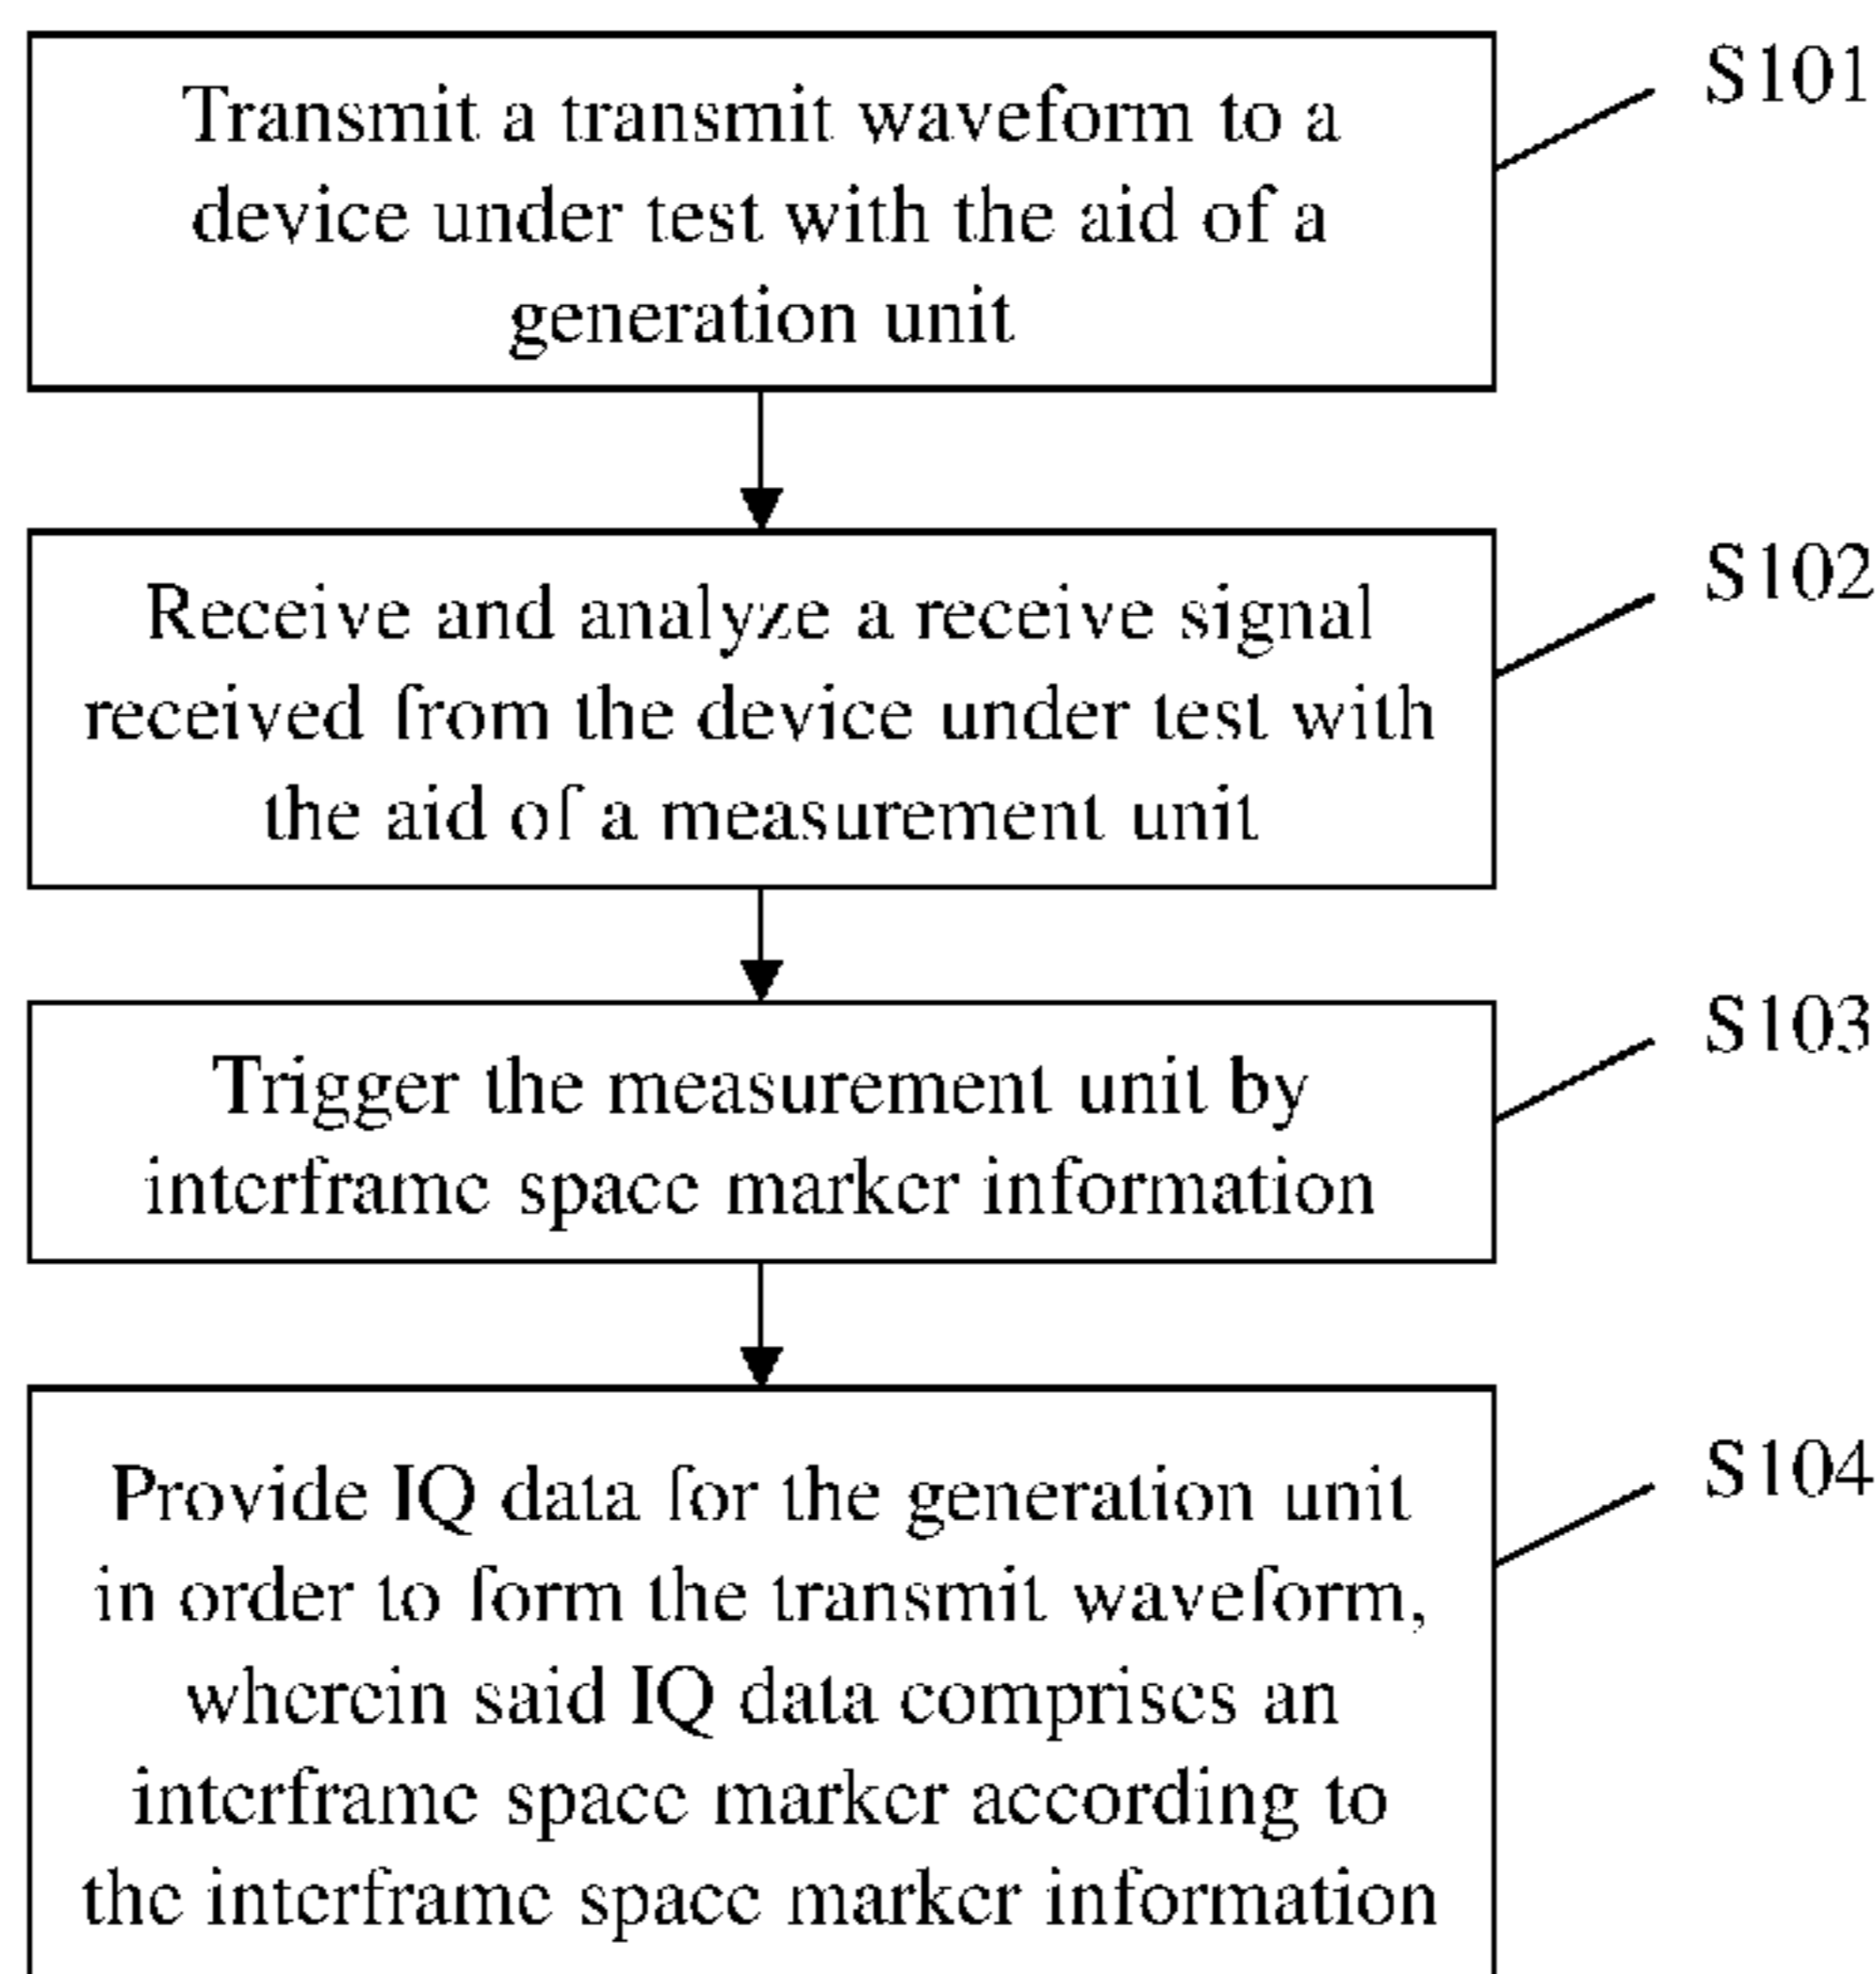 Transmit a transmit waveform to a
device under test with the aid of a
generation unit
S101
Receive and analyze a receive signal
received from the device under test with
the aid of a measurement unit
S102
Trigger the measurement unit by
interframe space marker information
S103
Provide IQ data for the generation unit
in order to form the transmit waveform,
wherein said IQ data comprises an
interframe space marker according to
the interframe space marker information
S104